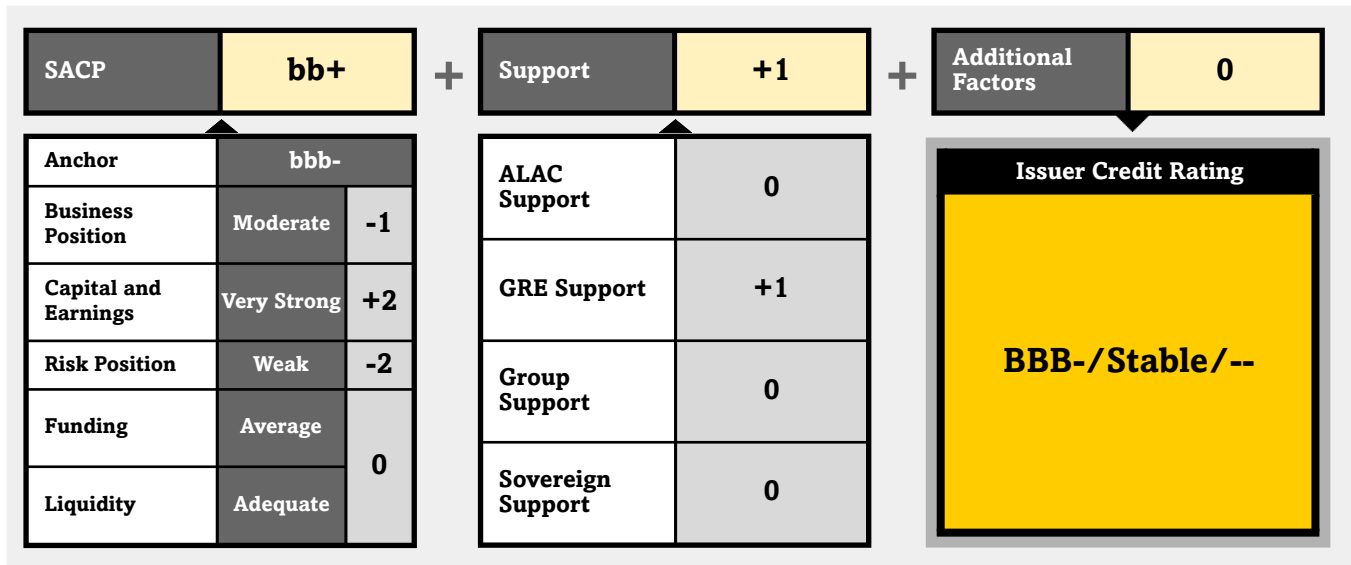 SACP
bb+
+
Support
+1
+
Additional
Factors
0
Anchor
bbb-
Business
Position
Moderate
-1
Capital and
Earnings
Very Strong
+2
Risk Position
Weak
-2
Funding
Average
0
Liquidity
Adequate
ALAC
Support
0
GRE Support
+1
Group
Support
0
Sovereign
Support
0
Issuer Credit Rating
BBB-/Stable/--